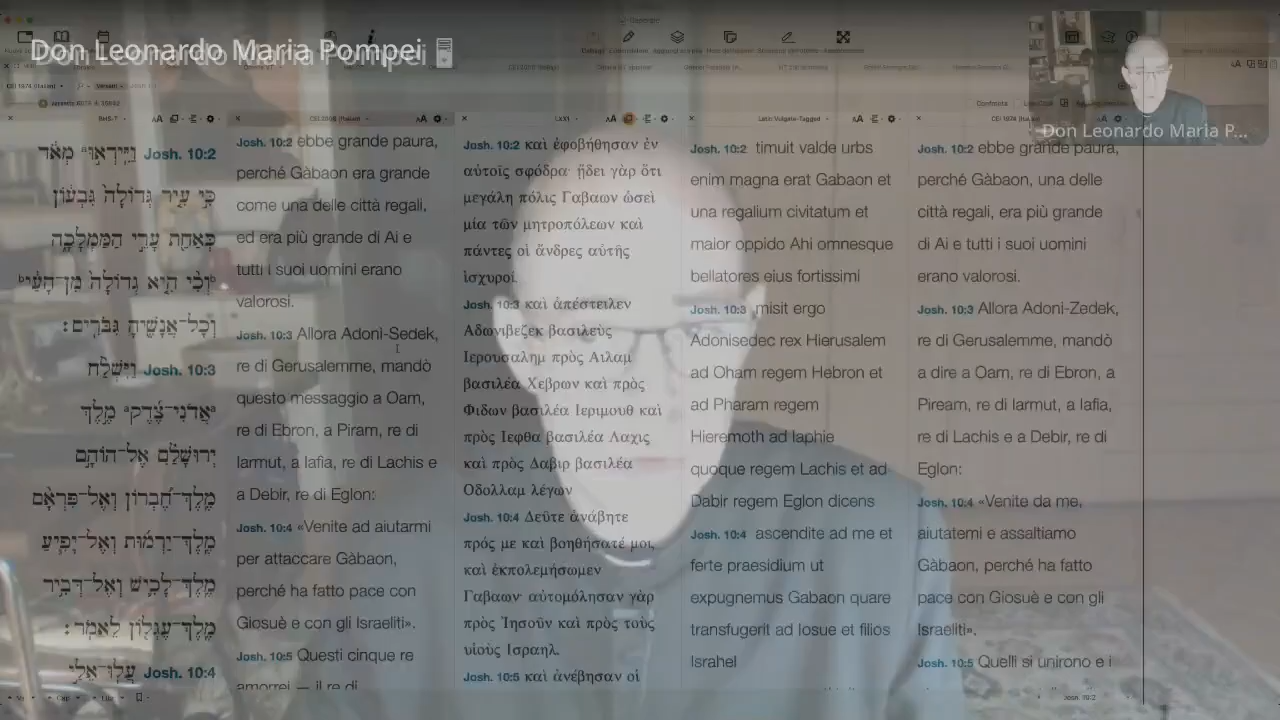 Don Leonardo Maria Pompei
Don Leonardo Maria P...
Josh. 10:2 וַיִּֽירְא֣וּ מְאֹ֔ד
כִּ֣י עִ֤יר גְּדוֹלָה֙ גִּבְע֔וֹן
כְּאַחַ֖ת עָרֵ֣י הַמַּמְלָכָ֑ה
וְכִ֨י הִ֤יא גְדוֹלָה֙ מִן־הָעַ֔י
וְכָל־אֲנָשֶׁ֖יהָ גִּבֹּרִֽים׃
Josh. 10:3 וַיִּשְׁלַ֨ח
אֲדֹנִי־צֶ֜דֶק מֶ֣לֶךְ
יְרוּשָׁלִַ֗ם אֶל־הוֹהָ֣ם
מֶֽלֶךְ־חֶ֠בְרוֹן וְאֶל־פִּרְאָ֨ם
מֶֽלֶךְ־יַרְמ֜וּת וְאֶל־יָפִ֧יעַ
מֶֽלֶךְ־לָכִ֛ישׁ וְאֶל־דְּבִ֥יר
מֶֽלֶךְ־עֶגְל֖וֹן לֵאמֹֽר׃
Josh. 10:4 עֲלֽוּ־אֵלַ֥י
Josh. 10:2 ebbe grande paura,
perché Gàbaon era grande
come una delle città regali,
ed era più grande di Ai e
tutti i suoi uomini erano
valorosi.
Josh. 10:3 Allora Adonì-Sedek,
re di Gerusalemme, mandò
questo messaggio a Oam,
re di Ebron, a Piram, re di
Iarmut, a Iafia, re di Lachis e
a Debir, re di Eglon:
Josh. 10:4 «Venite ad aiutarmi
per attaccare Gàbaon,
perché ha fatto pace con
Giosuè e con gli Israeliti».
Josh. 10:5 Questi cinque re
amorrei — il re di
Josh. 10:2 καὶ ἐφοβήθησαν ἐν
αὐτοῖς σφόδρα· ᾔδει γὰρ ὅτι
μεγάλη πόλις Γαβαων ὡσεὶ
μία τῶν μητροπόλεων καὶ
πάντες οἱ ἄνδρες αὐτῆς
ἰσχυροί.
Josh. 10:3 καὶ ἀπέστειλεν
Αδωνιβεζεκ βασιλεὺς
Ιερουσαλημ πρὸς Αιλαμ
βασιλέα Χεβρων καὶ πρὸς
Φιδων βασιλέα Ιεριμουθ καὶ
πρὸς Ιεφθα βασιλέα Λαχις
καὶ πρὸς Δαβιρ βασιλέα
Οδολλαμ λέγων
Josh. 10:4 Δεῦτε ἀνάβητε
πρός με καὶ βοηθήσατέ μοι,
καὶ ἐκπολεμήσωμεν
Γαβαων· αὐτομόλησαν γὰρ
πρὸς Ἰησοῦν καὶ πρὸς τοὺς
υἱοὺς Ισραηλ.
Josh. 10:5 καὶ ἀνέβησαν οἱ
Josh. 10:2 timuit valde urbs
enim magna erat Gabaon et
una regalium civitatum et
maior oppido Ahi omnesque
bellatores eius fortissimi
Josh. 10:3 misit ergo
Adonisedec rex Hierusalem
ad Oham regem Hebron et
ad Pharam regem
Hieremoth ad Iaphie
quoque regem Lachis et ad
Dabir regem Eglon dicens
Josh. 10:4 ascendite ad me et
ferte praesidium ut
expugnemus Gabaon quare
transfugerit ad Iosue et filios
Israhel
Josh. 10:2 ebbe grande paura,
perché Gàbaon, una delle
città regali, era più grande
di Ai e tutti i suoi uomini
erano valorosi.
Josh. 10:3 Allora Adoni-Zedek,
re di Gerusalemme, mandò
a dire a Oam, re di Ebron, a
Piream, re di Iarmut, a Iafia,
re di Lachis e a Debir, re di
Eglon:
Josh. 10:4 «Venite da me,
aiutatemi e assaltiamo
Gàbaon, perché ha fatto
pace con Giosuè e con gli
Israeliti».
Josh. 10:5 Quelli si unirono e i
Josh. 10:2